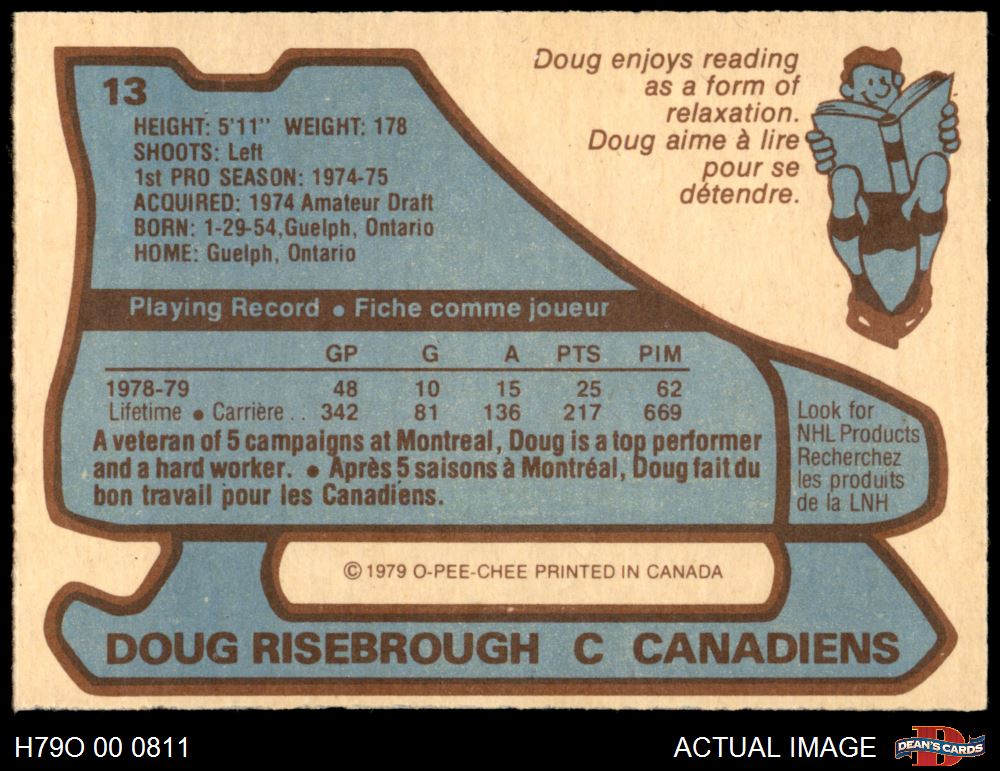 13
HEIGHT: 5'11" WEIGHT: 178
SHOOTS: Left
1st PRO SEASON: 1974-75
ACQUIRED: 1974 Amateur Draft
BORN: 1-29-54, Guelph, Ontario
HOME: Guelph, Ontario
Doug enjoys reading
as a form of
relaxation.
Doug aime à lire
pour se
détendre.
Playing Record • Fiche comme joueur
GP G A PTS PIM
1978-79 48 10 15 25 62
Lifetime • Carrière . . 342 81 136 217 669
A veteran of 5 campaigns at Montreal, Doug is a top performer
and a hard worker. • Après 5 saisons à Montréal, Doug fait du
bon travail pour les Canadiens.
Look for
NHL Products
Recherchez
les produits
de la LNH
© 1979 O-PEE-CHEE PRINTED IN CANADA
DOUG RISEBROUGH C CANADIENS
H79O 00 0811
ACTUAL IMAGE
D
DEAN'S CARDS